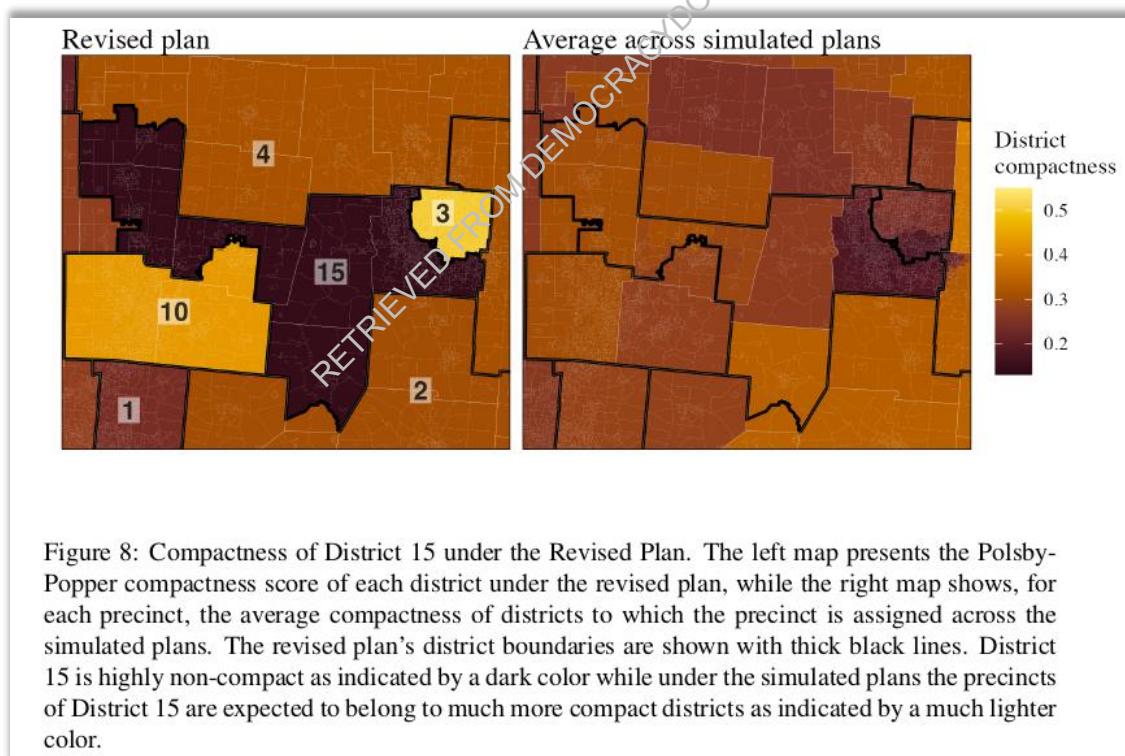 Revised plan
Average across simulated plans
RETRIEVED FROM DEMOCRACYDO
4
3
15
10
2
1
District
compactness
0.5
0.4
0.3
0.2
Figure 8: Compactness of District 15 under the Revised Plan. The left map presents the Polsby-
Popper compactness score of each district under the revised plan, while the right map shows, for
each precinct, the average compactness of districts to which the precinct is assigned across the
simulated plans. The revised plan's district boundaries are shown with thick black lines. District
15 is highly non-compact as indicated by a dark color while under the simulated plans the precincts
of District 15 are expected to belong to much more compact districts as indicated by a much lighter
color.